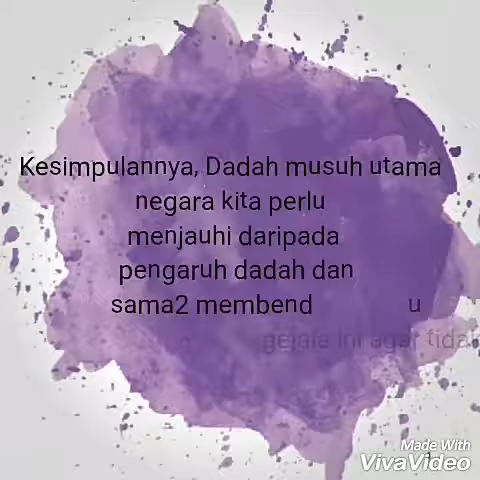 Kesimpulannya, Dadah musuh utama
negara kita perlu
menjauhi daripada
pengaruh dadah dan
sama2 membend u
gejala ini agar tidak
Made With
VivaVideo